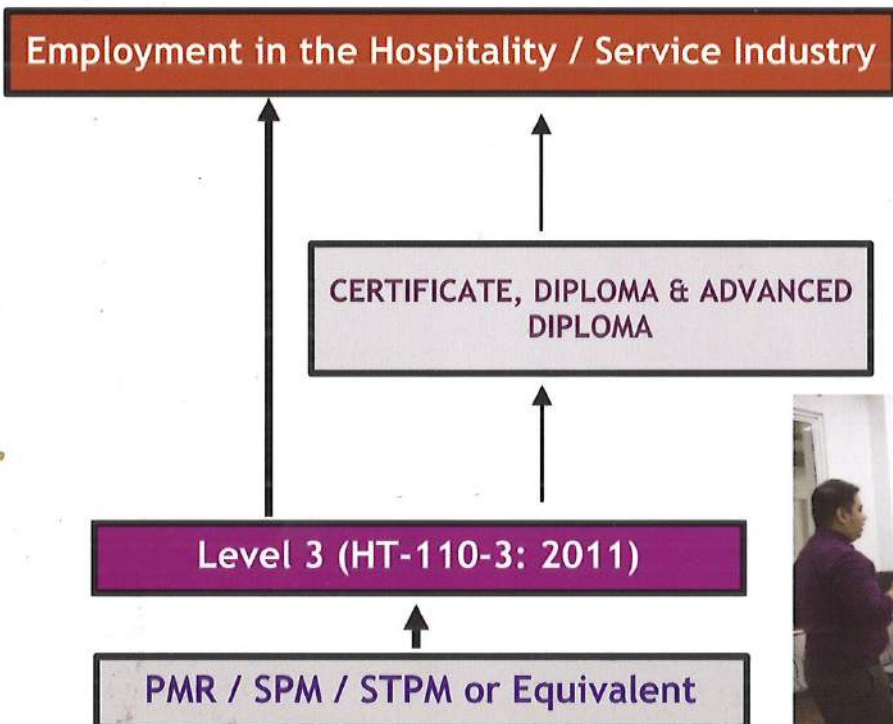 Employment in the Hospitality / Service Industry
CERTIFICATE, DIPLOMA & ADVANCED
DIPLOMA
Level 3 (HT-110-3: 2011)
PMR / SPM / STPM or Equivalent